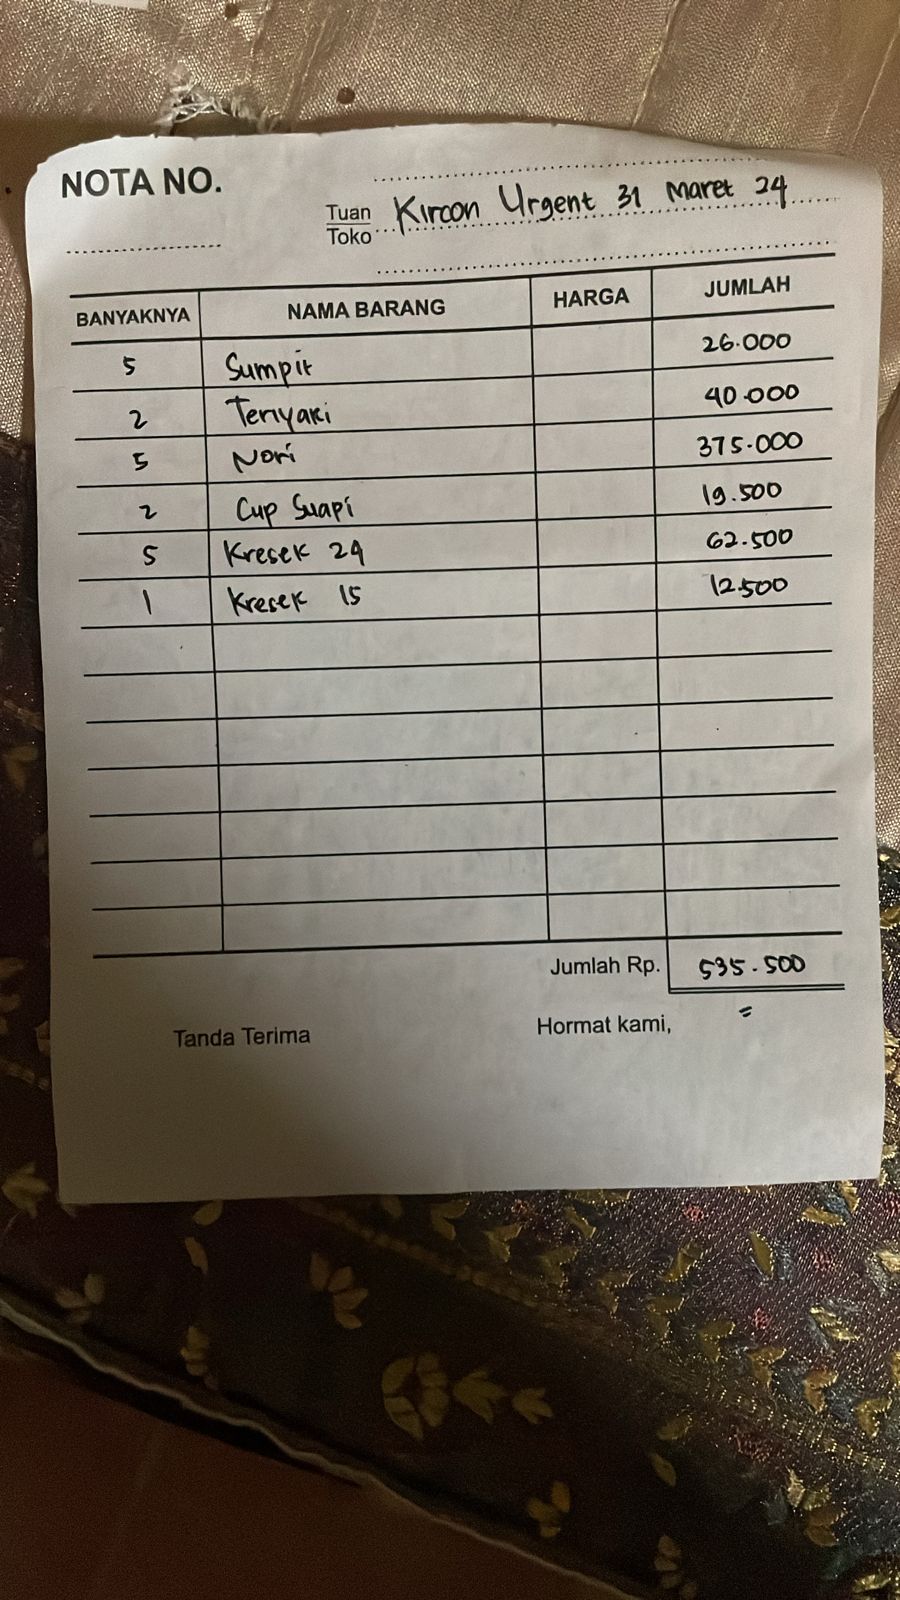 NOTA NO.
Tuan
Toko
Kircon Urgent 31 Maret 24
BANYAKNYA NAMA BARANG HARGA JUMLAH
5 Sumpit 26.000
2 Teriyaki 40.000
5 Nori 375.000
2 Cup Suapi 19.500
5 Kresek 24 62.500
1 Kresek 15 12.500
Jumlah Rp. 535.500
Tanda Terima Hormat kami,